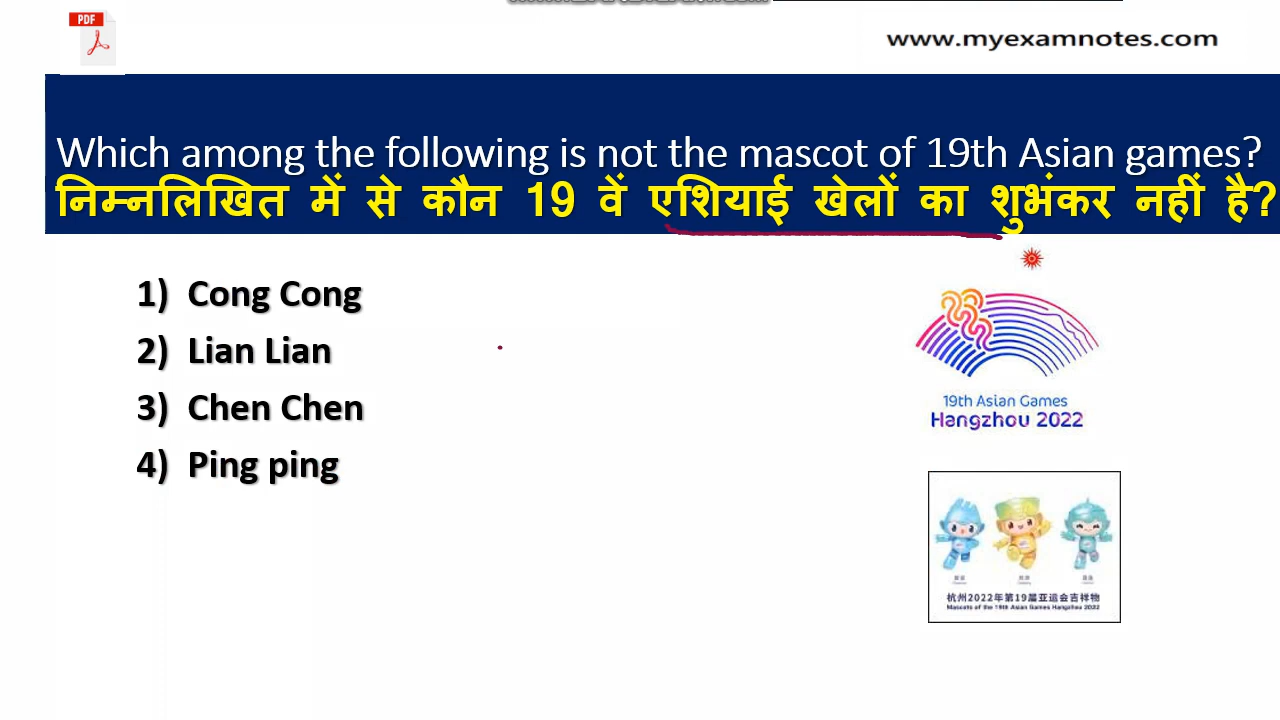 PDF
www.myexamnotes.com
Which among the following is not the mascot of 19th Asian games?
निम्नलिखित में से कौन 19 वें एशियाई खेलों का शुभंकर नहीं है?
1) Cong Cong
2) Lian Lian
3) Chen Chen
4) Ping ping
19th Asian Games
Hangzhou 2022
杭州2022年第19届亚运会吉祥物
Mascots of the 19th Asian Games Hangzhou 2022